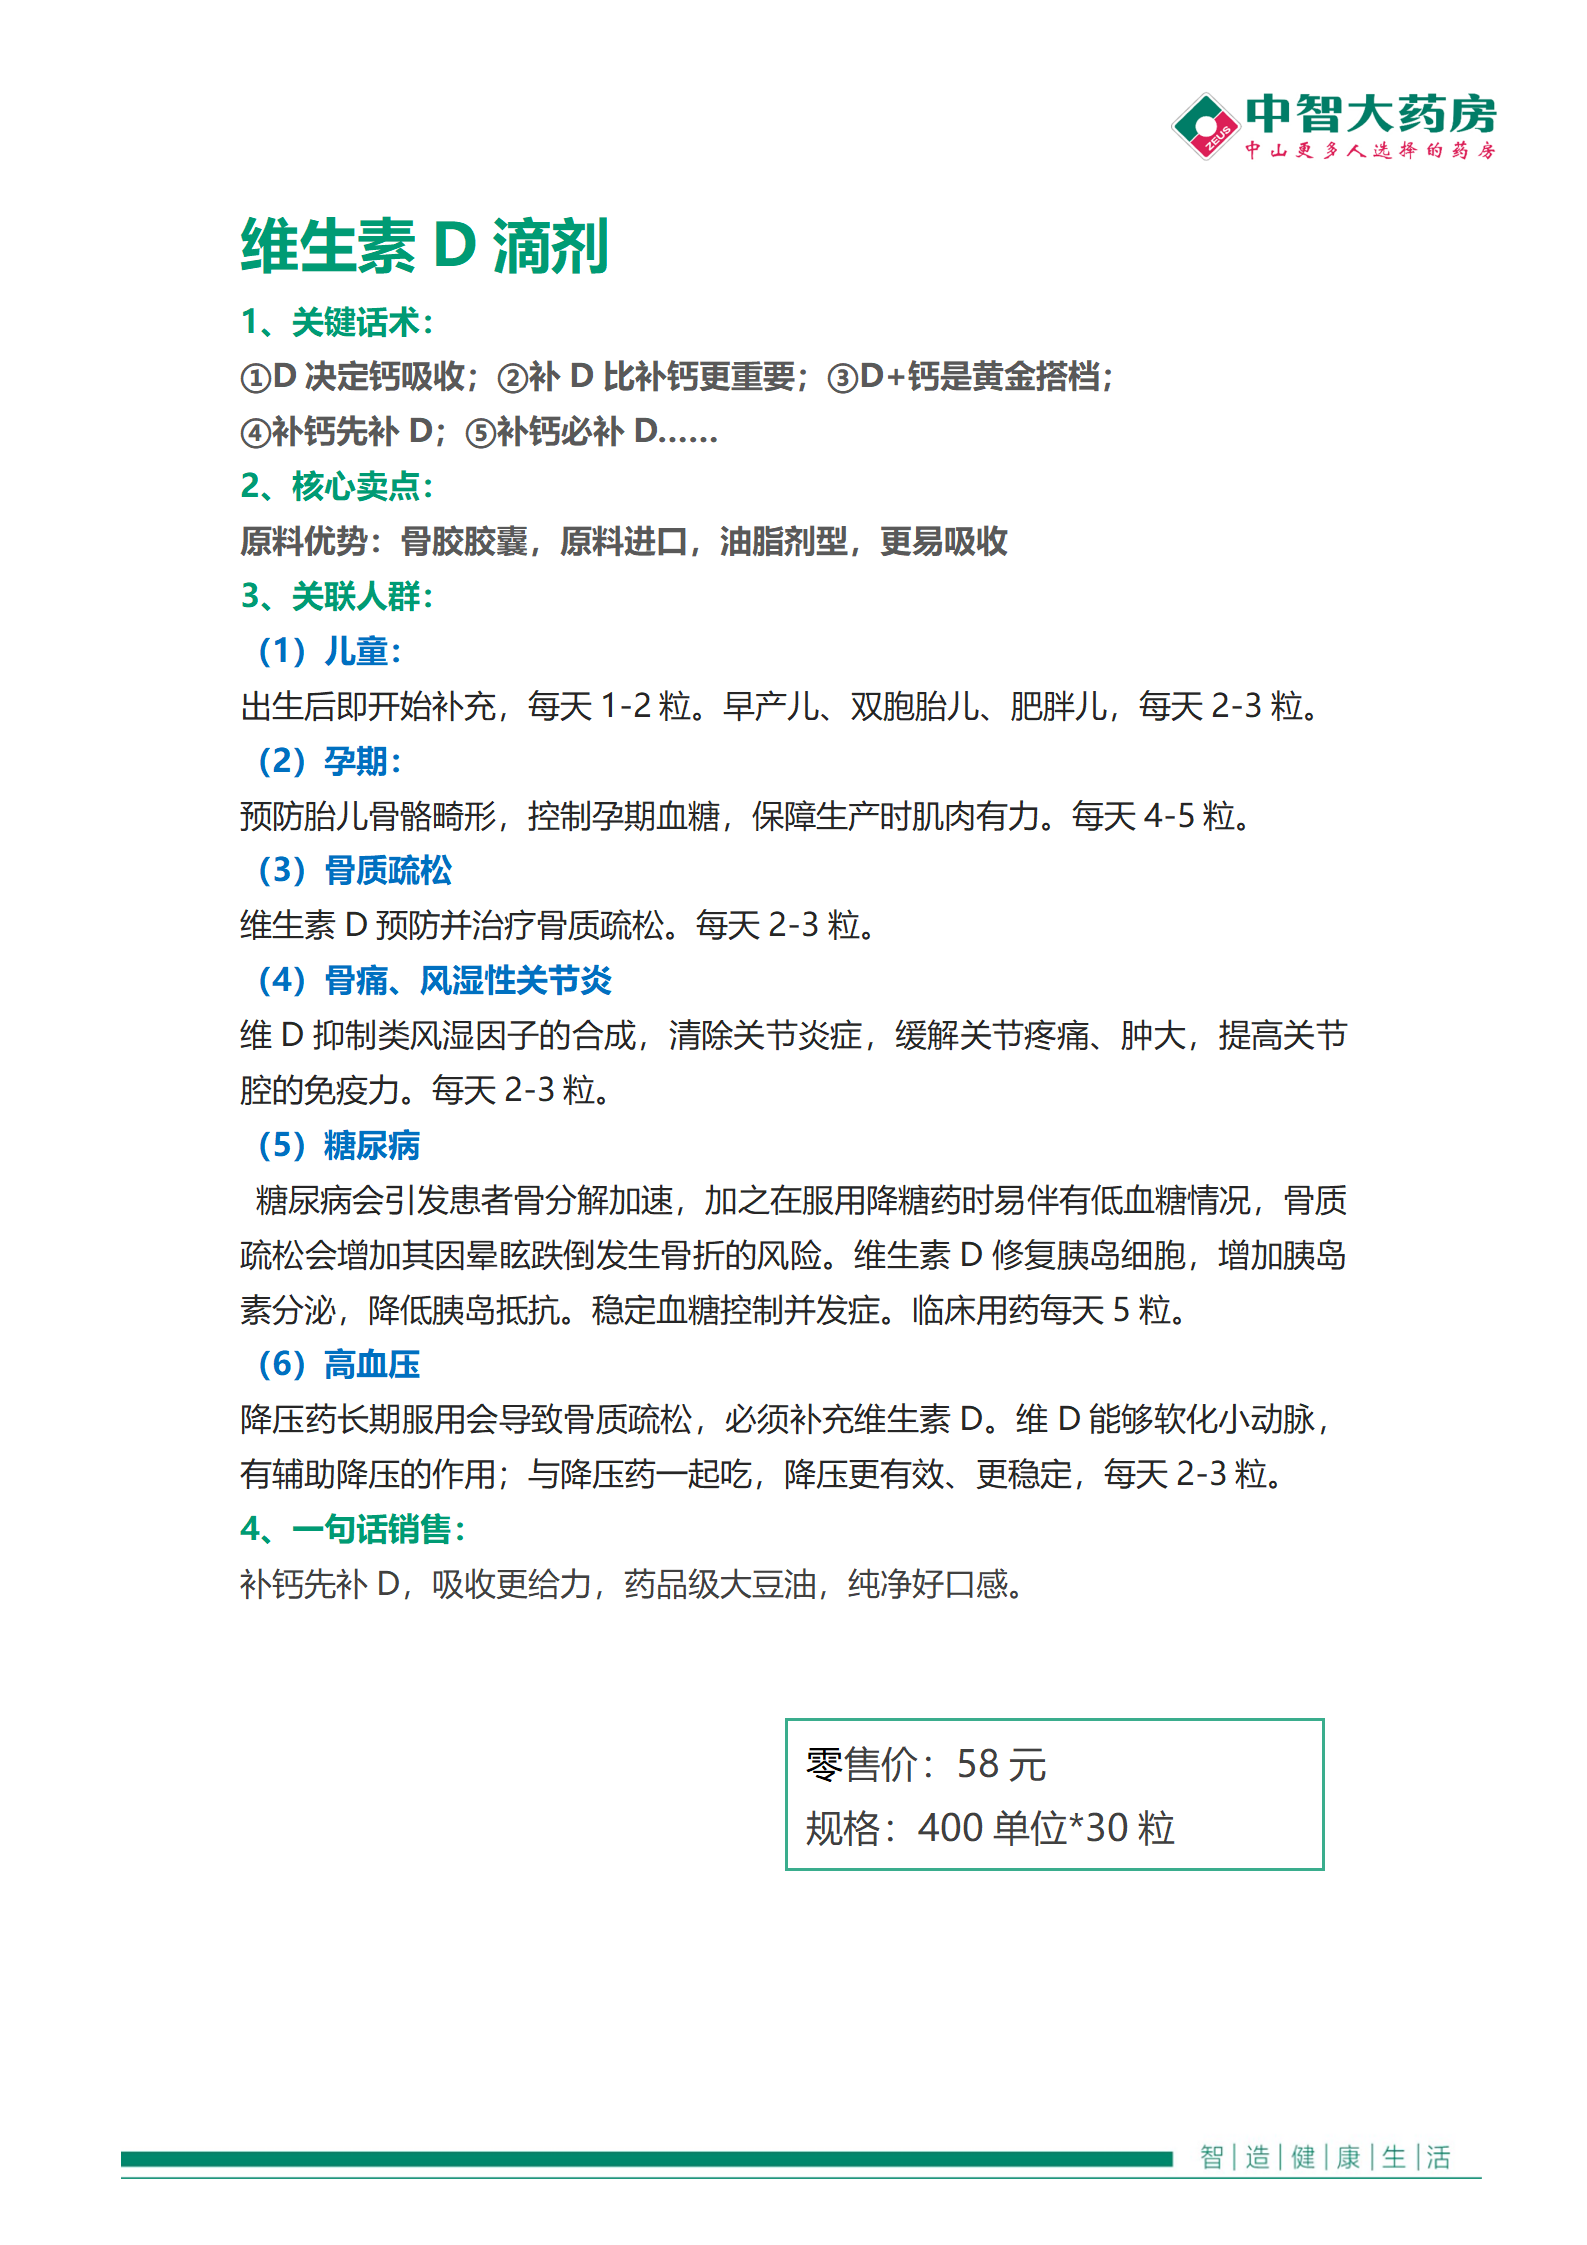 中智大药房
中山更多人选择的药房
ZEUS
维生素 D 滴剂
1、关键话术：
①D 决定钙吸收；②补 D 比补钙更重要；③D+钙是黄金搭档；
④补钙先补 D；⑤补钙必补 D......
2、核心卖点：
原料优势：骨胶胶囊，原料进口，油脂剂型，更易吸收
3、关联人群：
（1）儿童：
出生后即开始补充，每天 1-2 粒。早产儿、双胞胎儿、肥胖儿，每天 2-3 粒。
（2）孕期：
预防胎儿骨骼畸形，控制孕期血糖，保障生产时肌肉有力。每天 4-5 粒。
（3）骨质疏松
维生素 D 预防并治疗骨质疏松。每天 2-3 粒。
（4）骨痛、风湿性关节炎
维 D 抑制类风湿因子的合成，清除关节炎症，缓解关节疼痛、肿大，提高关节
腔的免疫力。每天 2-3 粒。
（5）糖尿病
糖尿病会引发患者骨分解加速，加之在服用降糖药时易伴有低血糖情况，骨质
疏松会增加其因晕眩跌倒发生骨折的风险。维生素 D 修复胰岛细胞，增加胰岛
素分泌，降低胰岛抵抗。稳定血糖控制并发症。临床用药每天 5 粒。
（6）高血压
降压药长期服用会导致骨质疏松，必须补充维生素 D。维 D 能够软化小动脉，
有辅助降压的作用；与降压药一起吃，降压更有效、更稳定，每天 2-3 粒。
4、一句话销售：
补钙先补 D，吸收更给力，药品级大豆油，纯净好口感。
零售价：58 元
规格：400 单位*30 粒
智|造|健|康|生|活